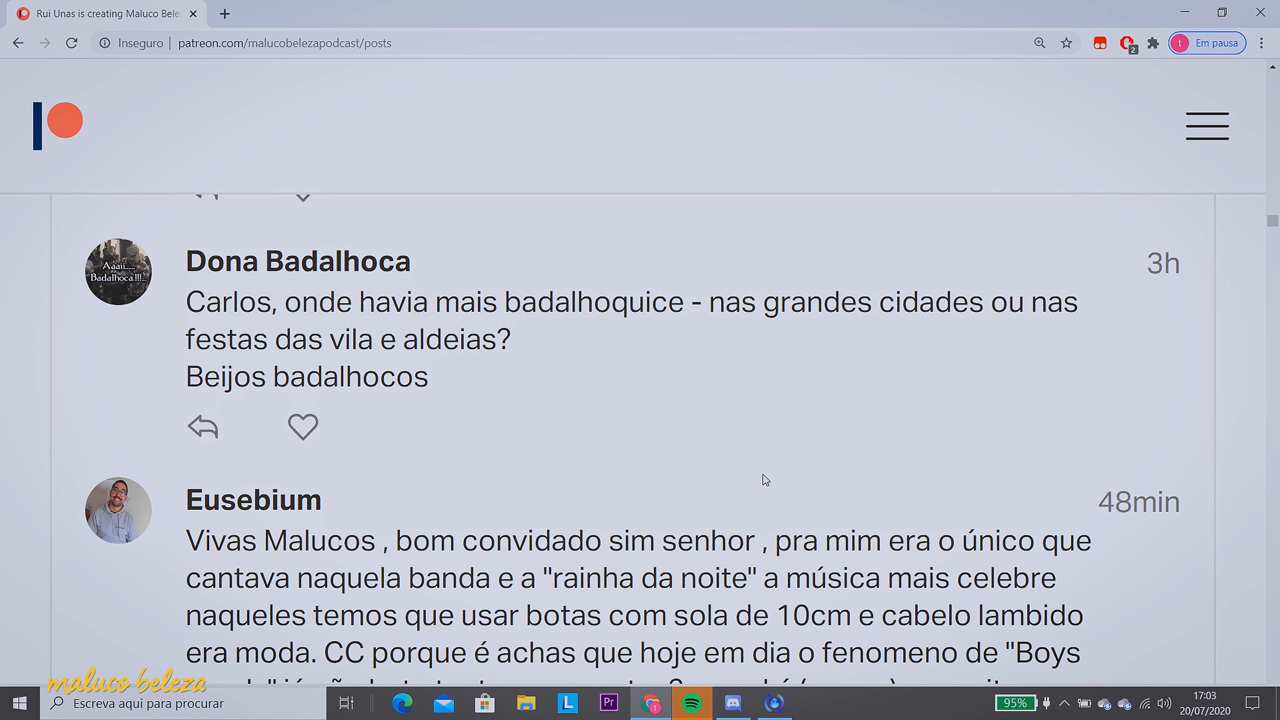 Rui Unas is creating Maluco Bele
Inseguro | patreon.com/malucobelezapodcast/posts
2
t
Em pausa
Aaaii....
Badalhoca!!!..
Dona Badalhoca
3h
Carlos, onde havia mais badalhoquice - nas grandes cidades ou nas
festas das vila e aldeias?
Beijos badalhocos
Eusebium
48min
Vivas Malucos , bom convidado sim senhor , pra mim era o único que
cantava naquela banda e a "rainha da noite" a música mais celebre
naqueles temos que usar botas com sola de 10cm e cabelo lambido
era moda. CC porque é achas que hoje em dia o fenomeno de "Boys
maluco beleza
Escreva aqui para procurar
L
Pr
95%
17:03
20/07/2020